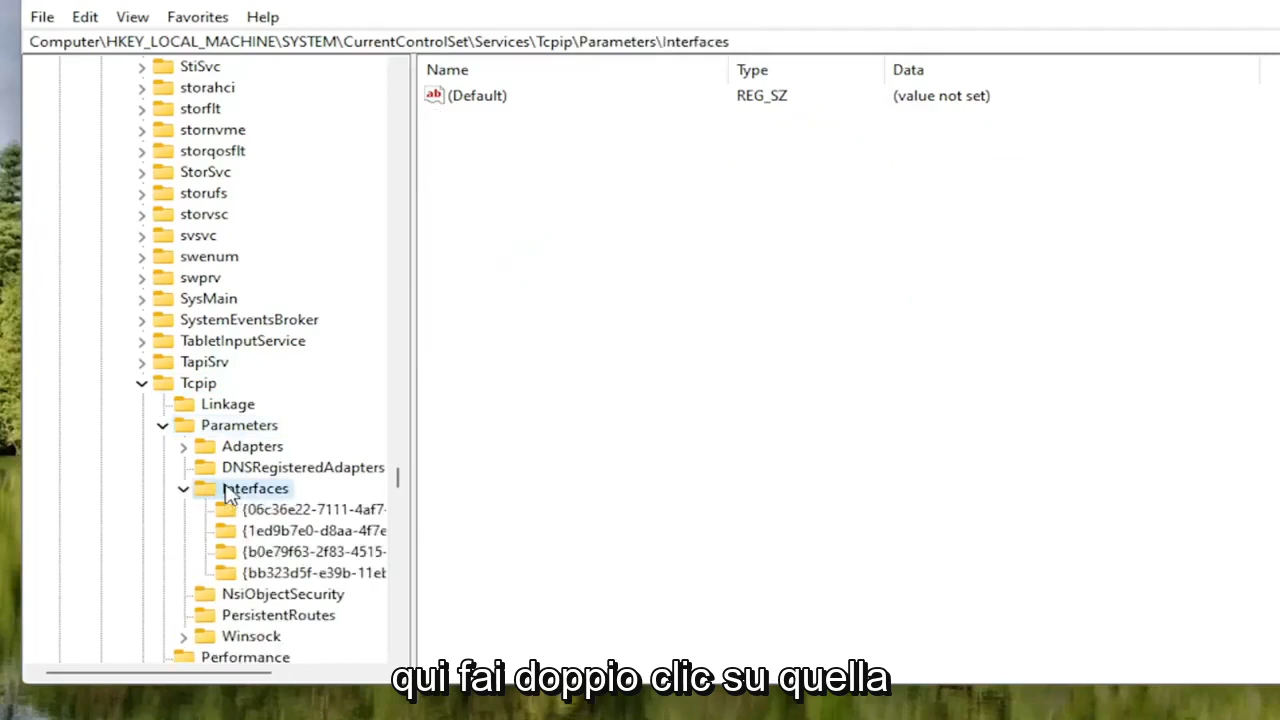 File Edit View Favorites Help
Computer\HKEY_LOCAL_MACHINE\SYSTEM\CurrentControlSet\Services\Tcpip\Parameters\Interfaces
Name Type Data
ab (Default) REG_SZ (value not set)
StiSvc
storahci
storflt
stornvme
storqosflt
StorSvc
storufs
storvsc
svsvc
swenum
swprv
SysMain
SystemEventsBroker
TabletInputService
TapiSrv
Tcpip
Linkage
Parameters
Adapters
DNSRegisteredAdapters
Interfaces
{06c36e22-7111-4af7-
{1ed9b7e0-d8aa-4f7e
{b0e79f63-2f83-4515-
{bb323d5f-e39b-11eb
NsiObjectSecurity
PersistentRoutes
Winsock
Performance
qui fai doppio clic su quella